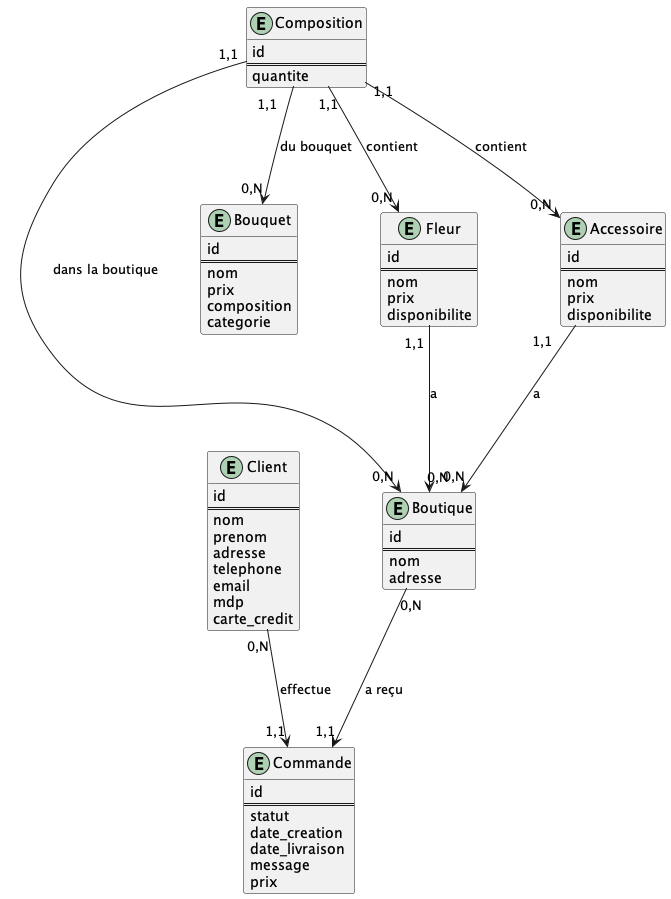 E Composition
id
quantite
1,1
1,1
1,1
1,1
du bouquet
contient
contient
0,N
0,N
0,N
E Bouquet
id
nom
prix
composition
categorie
E Fleur
id
nom
prix
disponibilite
E Accessoire
id
nom
prix
disponibilite
dans la boutique
1,1
1,1
a
a
0,N
0,N
0,N
E Client
id
nom
prenom
adresse
telephone
email
mdp
carte_credit
E Boutique
id
nom
adresse
0,N
0,N
effectue
a reçu
1,1
1,1
E Commande
id
statut
date_creation
date_livraison
message
prix